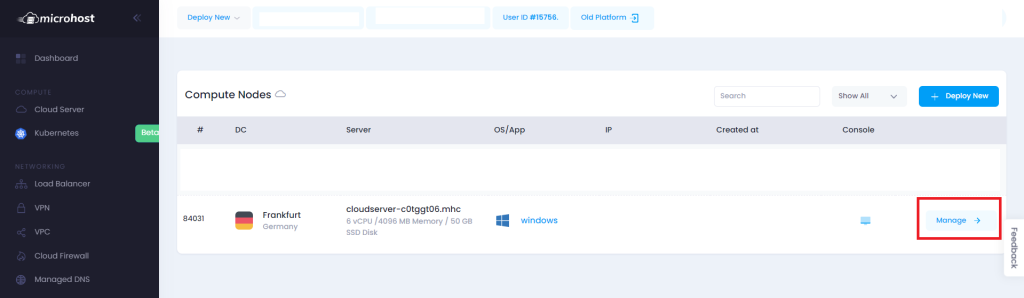 microhost
Deploy New
User ID #15756.
Old Platform
Dashboard
COMPUTE
Cloud Server
Kubernetes
Beta
NETWORKING
Load Balancer
VPN
VPC
Cloud Firewall
Managed DNS
Compute Nodes
Search
Show All
+ Deploy New
# DC Server OS/App IP Created at Console
84031
Frankfurt
Germany
cloudserver-c0tggt06.mhc
6 vCPU /4096 MB Memory / 50 GB
SSD Disk
windows
Manage →
Feedback